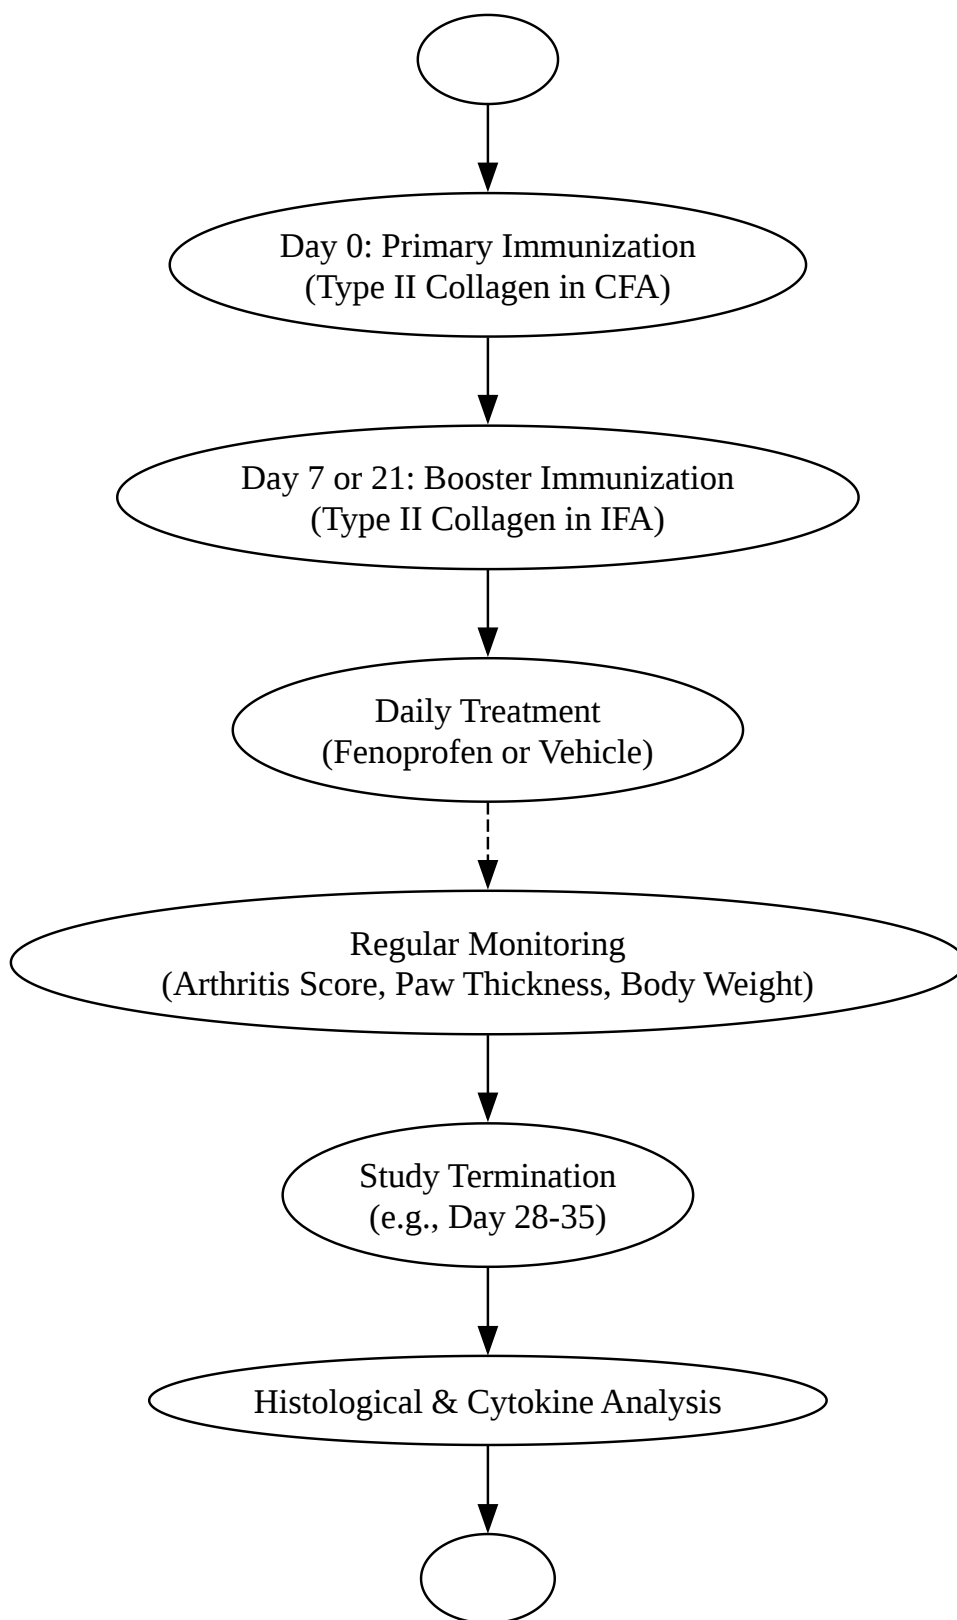 Day 0: Primary Immunization
(Type II Collagen in CFA)
Day 7 or 21: Booster Immunization
(Type II Collagen in IFA)
Daily Treatment
(Fenoprofen or Vehicle)
Regular Monitoring
(Arthritis Score, Paw Thickness, Body Weight)
Study Termination
(e.g., Day 28-35)
Histological & Cytokine Analysis